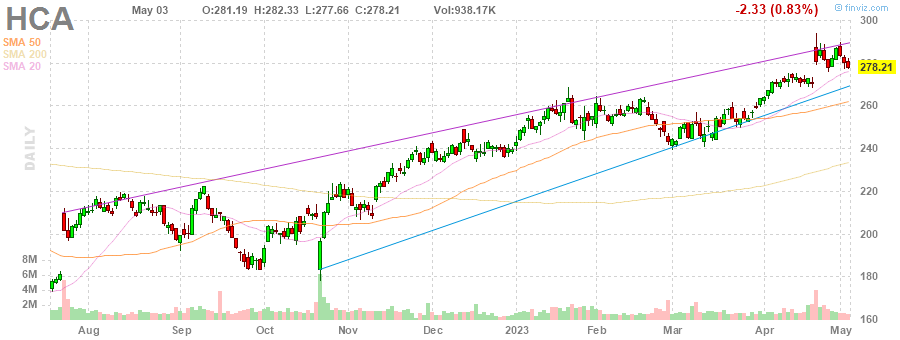 HCA May 03 O:281.19 H:282.33 L:277.66 C:278.21 Vol:938.17K -2.33 (0.83%) © finviz.com
SMA 50
SMA 200
SMA 20
DAILY
300
278.21
260
240
220
200
180
160
8M
6M
4M
2M
Aug Sep Oct Nov Dec 2023 Feb Mar Apr May